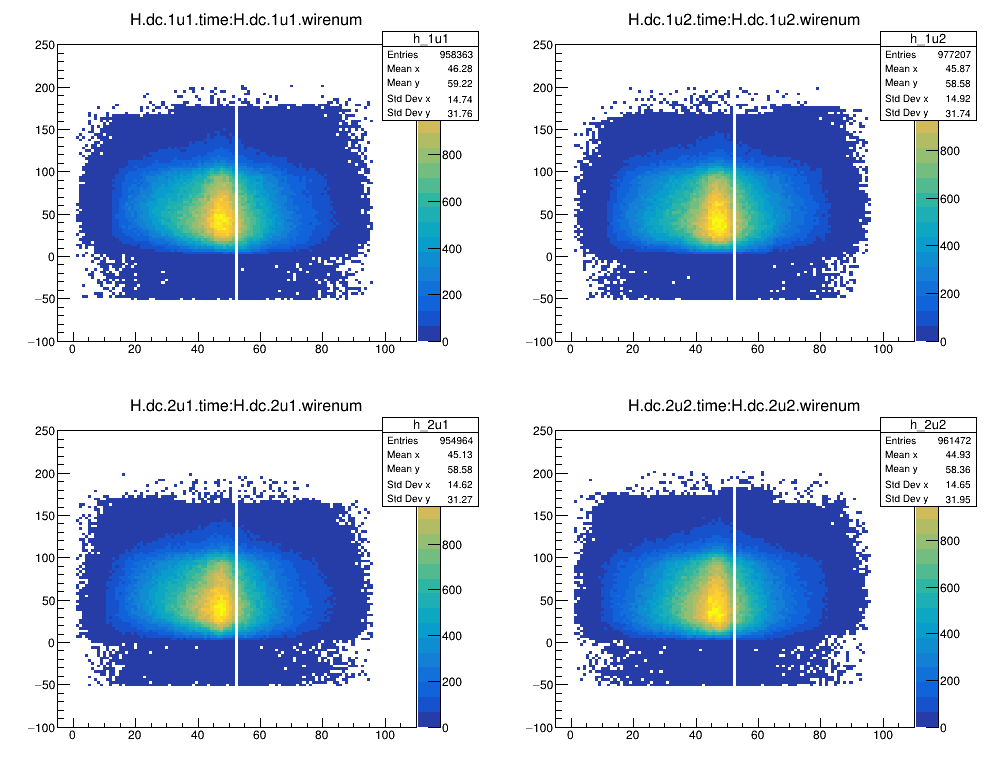 H.dc.1u1.time:H.dc.1u1.wirenum
h_1u1
Entries 958363
Mean x 46.28
Mean y 59.22
Std Dev x 14.74
Std Dev y 31.76
250
200
150
100
50
0
−50
−100
0 20 40 60 80 100
800
600
400
200
0
H.dc.1u2.time:H.dc.1u2.wirenum
h_1u2
Entries 977207
Mean x 45.87
Mean y 58.58
Std Dev x 14.92
Std Dev y 31.74
250
200
150
100
50
0
−50
−100
0 20 40 60 80 100
800
600
400
200
0
H.dc.2u1.time:H.dc.2u1.wirenum
h_2u1
Entries 954964
Mean x 45.13
Mean y 58.58
Std Dev x 14.62
Std Dev y 31.27
250
200
150
100
50
0
−50
−100
0 20 40 60 80 100
800
600
400
200
0
H.dc.2u2.time:H.dc.2u2.wirenum
h_2u2
Entries 961472
Mean x 44.93
Mean y 58.36
Std Dev x 14.65
Std Dev y 31.95
250
200
150
100
50
0
−50
−100
0 20 40 60 80 100
800
600
400
200
0